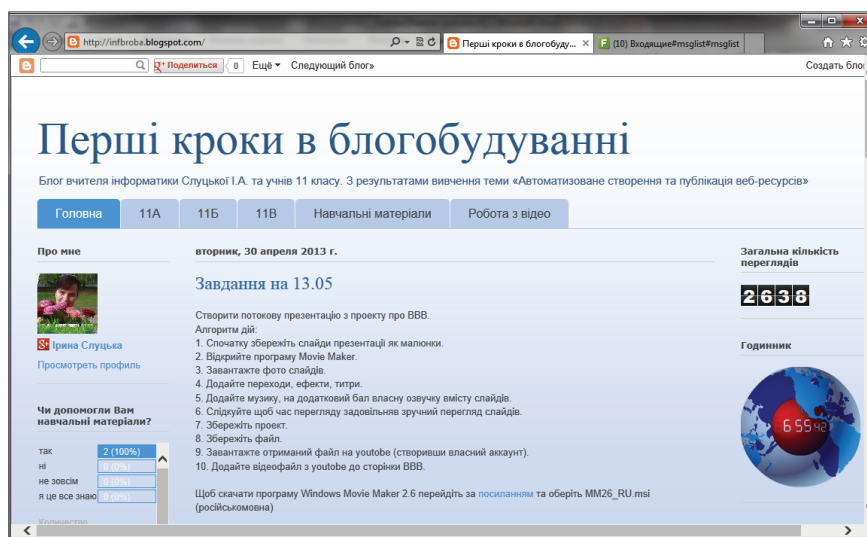 http://infbroba.blogspot.com/
Перші кроки в блогобуду...
(10) Входящие#msglist#msglist
Поделиться 0 Ещё Следующий блог» Создать бло
Перші кроки в блогобудуванні
Блог вчителя інформатики Слуцької І.А. та учнів 11 класу. З результатами вивчення теми «Автоматизоване створення та публікація веб-ресурсів»
Головна 11А 11Б 11В Навчальні матеріали Робота з відео
Про мне
Ірина Слуцька
Просмотреть профиль
Чи допомогли Вам
навчальні матеріали?
так 2 (100%)
ні 0 (0%)
не зовсім 0 (0%)
я це все знаю 0 (0%)
Количество
вторник, 30 апреля 2013 г.
Завдання на 13.05
Створити потокову презентацію з проекту про ВВВ.
Алгоритм дій:
1. Спочатку збережіть слайди презентації як малюнки.
2. Відкрийте програму Movie Maker.
3. Завантажте фото слайдів.
4. Додайте переходи, ефекти, титри.
5. Додайте музику, на додатковий бал власну озвучку вмісту слайдів.
6. Слідкуйте щоб час перегляду задовільняв зручний перегляд слайдів.
7. Збережіть проект.
8. Збережіть файл.
9. Завантажте отриманий файл на youtube (створивши власний аккаунт).
10. Додайте відеофайл з youtube до сторінки ВВВ.
Щоб скачати програму Windows Movie Maker 2.6 перейдіть за посиланням та оберіть MM26_RU.msi
(російськомовна)
Загальна кількість
переглядів
2638
Годинник
6:55